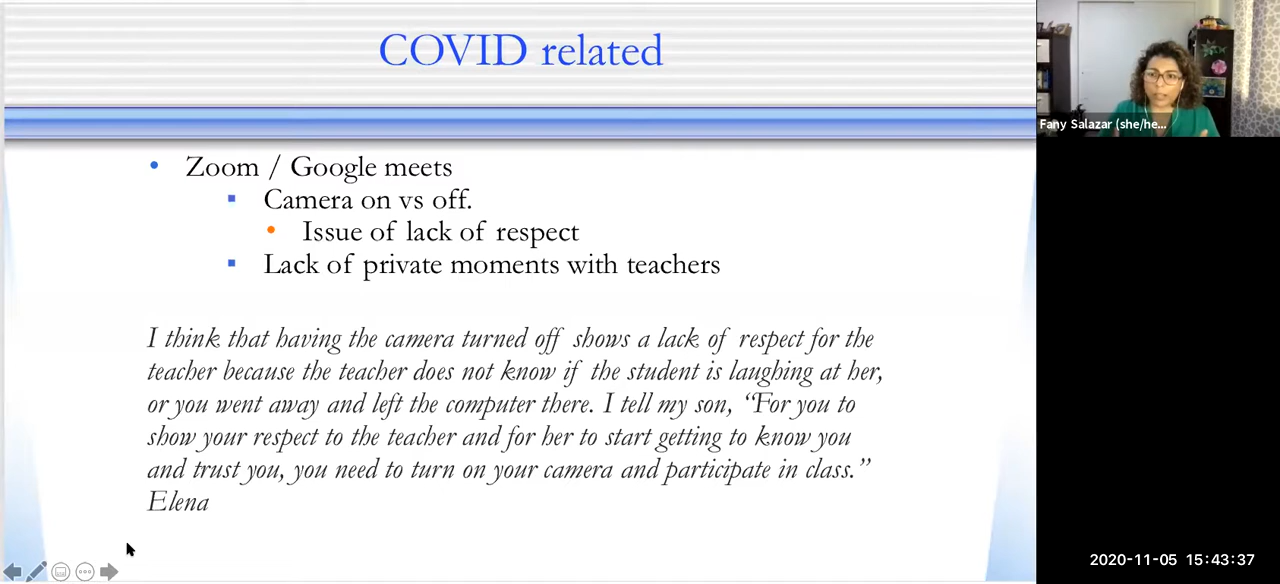 COVID related
Fany Salazar (she/he...
• Zoom / Google meets
▪ Camera on vs off.
• Issue of lack of respect
▪ Lack of private moments with teachers
I think that having the camera turned off shows a lack of respect for the
teacher because the teacher does not know if the student is laughing at her,
or you went away and left the computer there. I tell my son, “For you to
show your respect to the teacher and for her to start getting to know you
and trust you, you need to turn on your camera and participate in class.”
Elena
2020-11-05 15:43:37